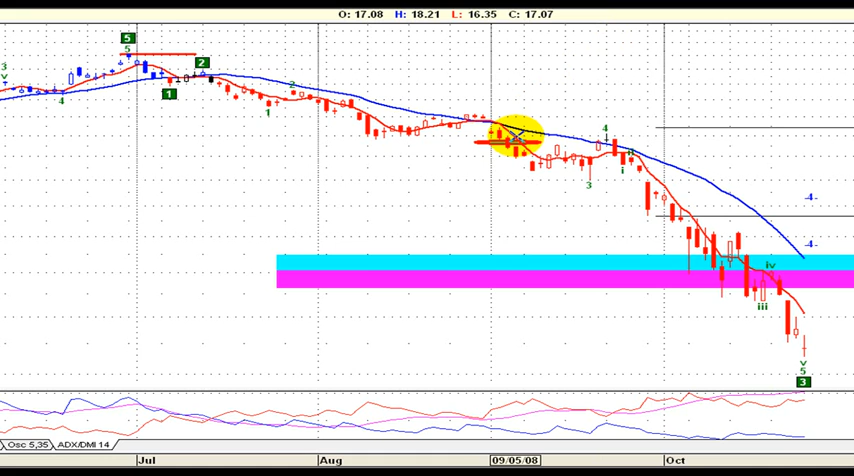 O: 17.08 H: 18.21 L: 16.35 C: 17.07
5
5
3
v
4
1
2
1
2
3
4
i
ii
-4-
-4-
iv
iii
v
5
3
Osc 5,35 ADX/DMI 14
Jul Aug 09/05/08 Oct